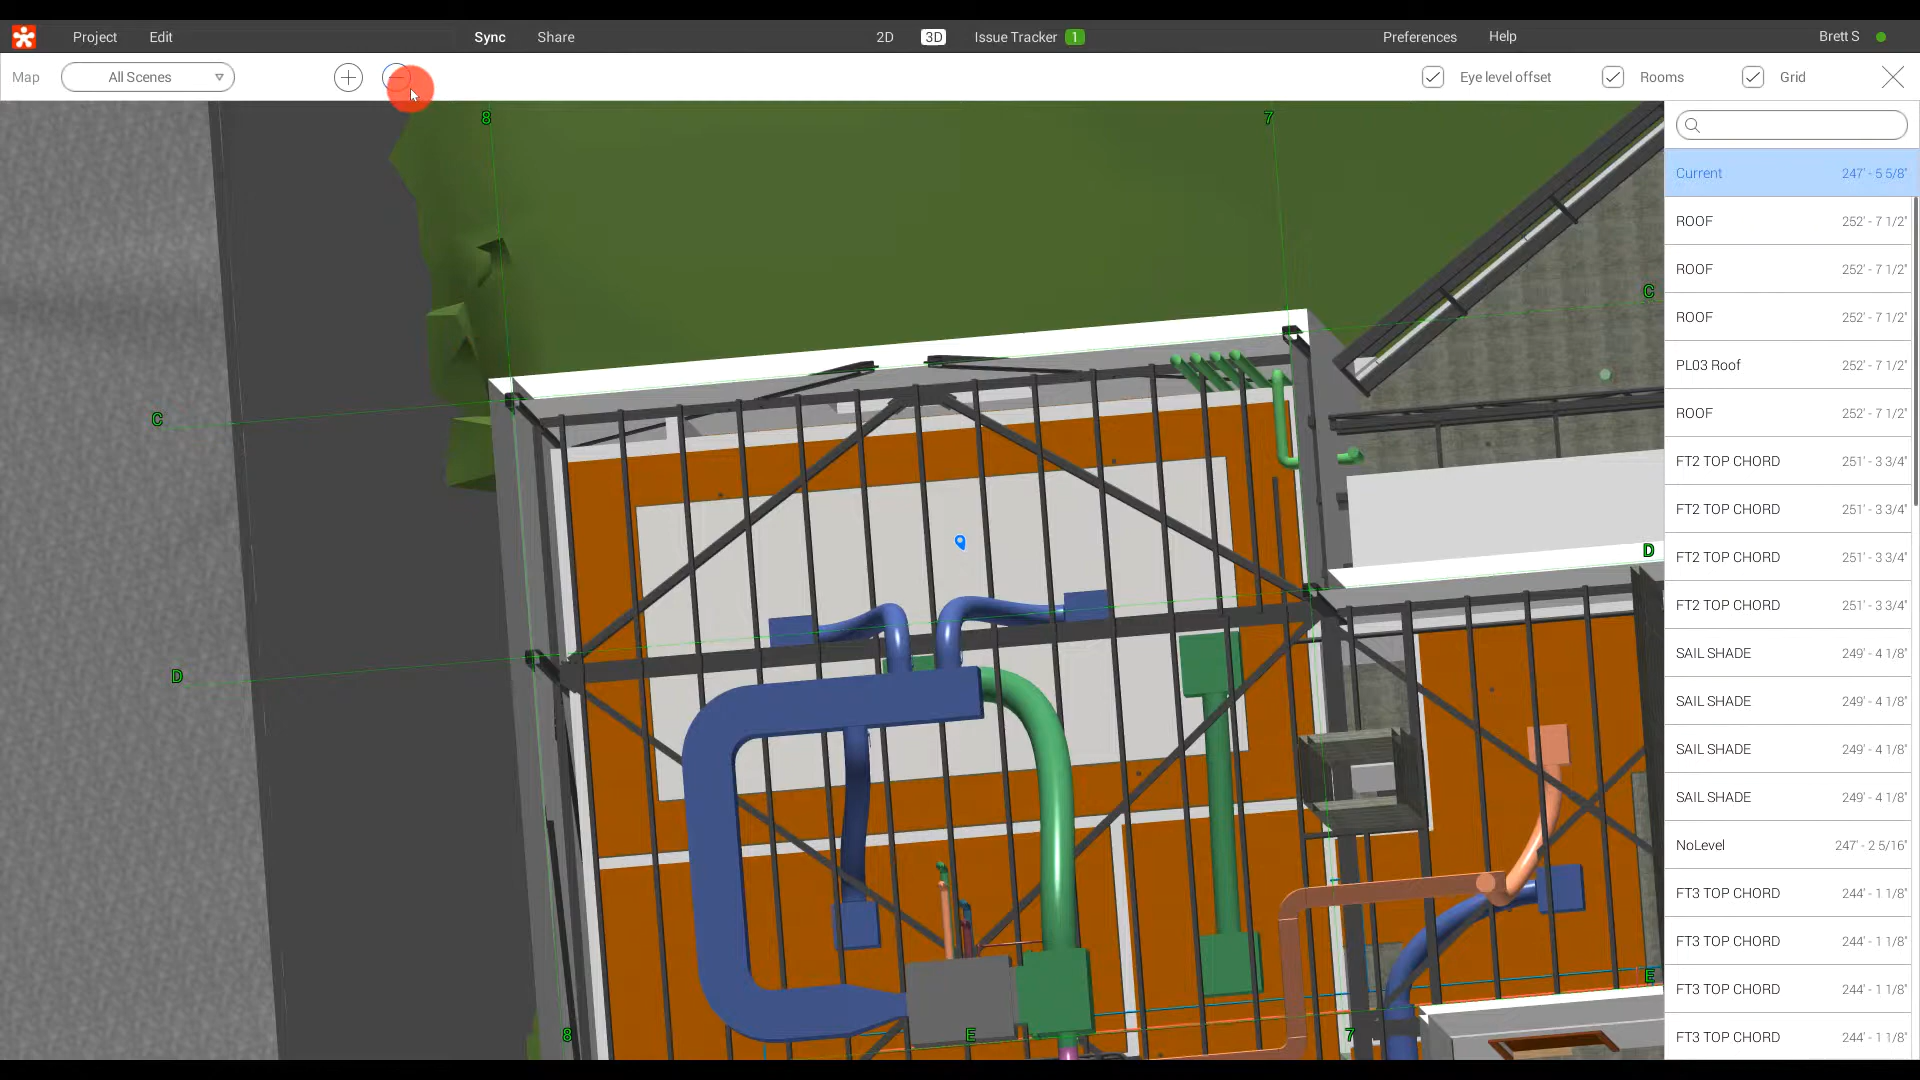 Project Edit Sync Share 2D 3D Issue Tracker 1 Preferences Help Brett S
Map All Scenes Eye level offset Rooms Grid
8 7
Current 247' - 5 5/8"
ROOF 252' - 7 1/2"
ROOF 252' - 7 1/2"
C
ROOF 252' - 7 1/2"
PL03 Roof 252' - 7 1/2"
C
ROOF 252' - 7 1/2"
FT2 TOP CHORD 251' - 3 3/4"
FT2 TOP CHORD 251' - 3 3/4"
D
FT2 TOP CHORD 251' - 3 3/4"
FT2 TOP CHORD 251' - 3 3/4"
SAIL SHADE 249' - 4 1/8"
D
SAIL SHADE 249' - 4 1/8"
SAIL SHADE 249' - 4 1/8"
SAIL SHADE 249' - 4 1/8"
NoLevel 247' - 2 5/16"
FT3 TOP CHORD 244' - 1 1/8"
FT3 TOP CHORD 244' - 1 1/8"
E
FT3 TOP CHORD 244' - 1 1/8"
8 E 7
FT3 TOP CHORD 244' - 1 1/8"